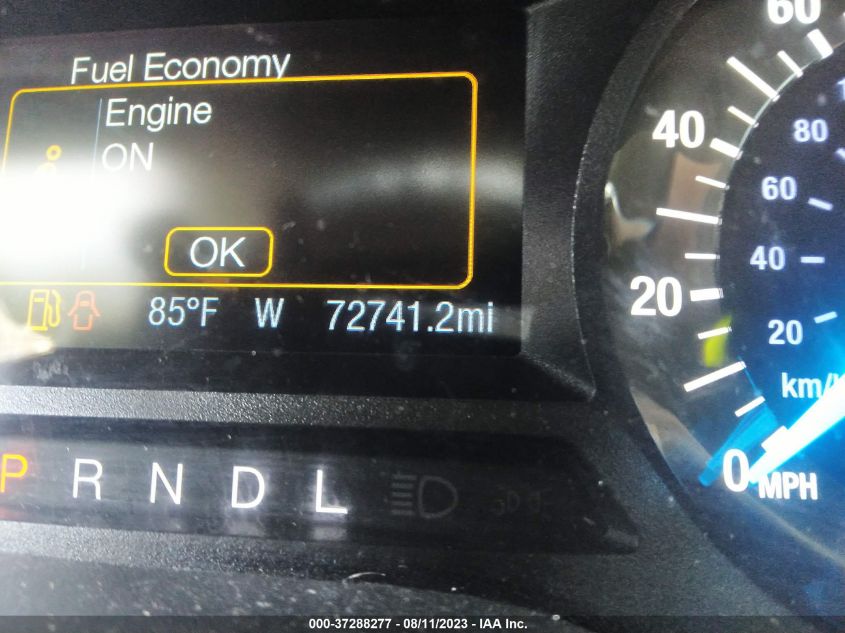 Fuel Economy
Engine
ON
OK
85°F W 72741.2mi
P R N D L
60
40
20
0 MPH
80
60
40
20
km/
000-37288277 - 08/11/2023 - IAA Inc.